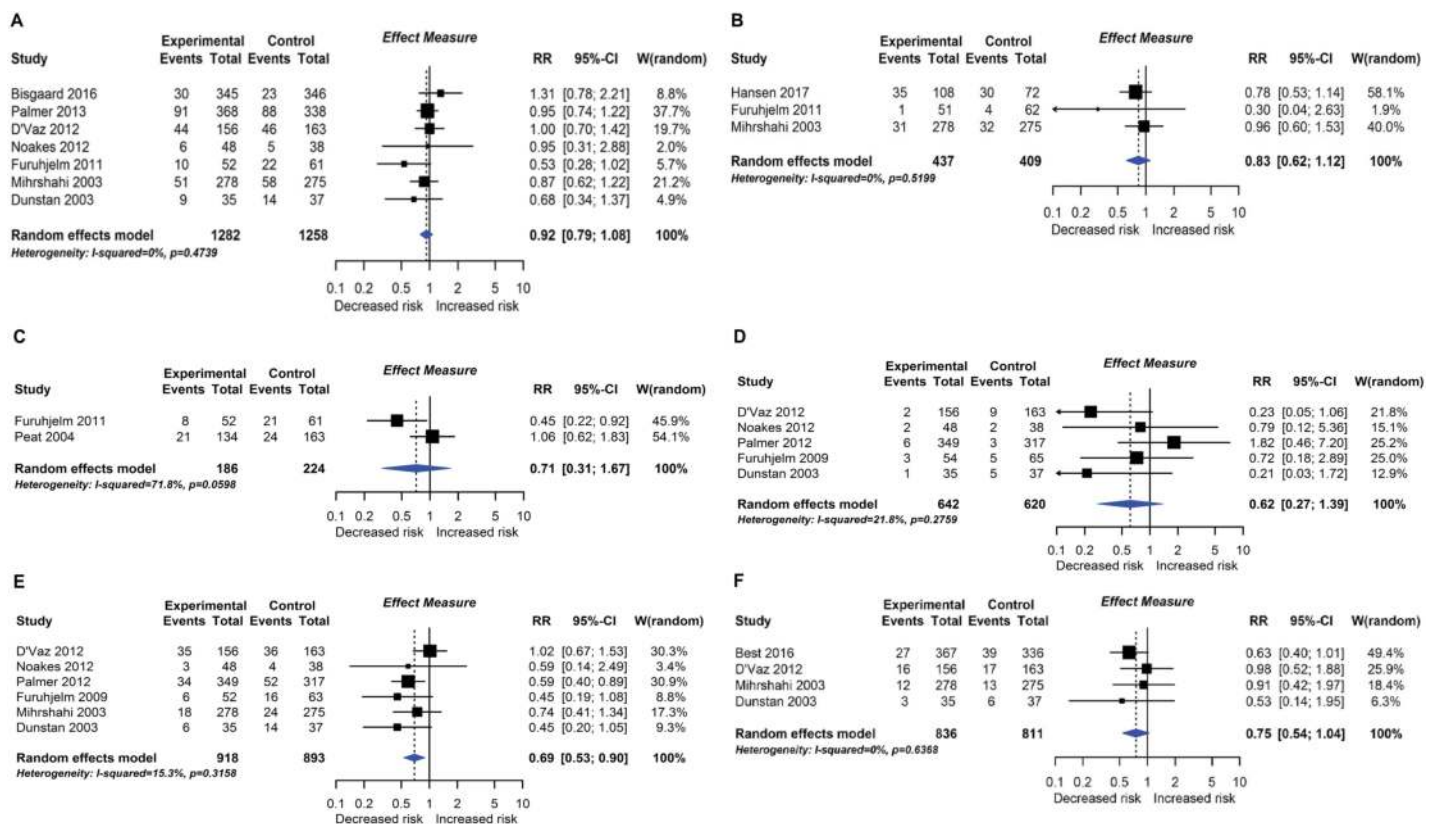 A
Experimental Control Effect Measure
Study Events Total Events Total RR 95%-CI W(random)
Bisgaard 2016 30 345 23 346 1.31 [0.78; 2.21] 8.8%
Palmer 2013 91 368 88 338 0.95 [0.74; 1.22] 37.7%
D'Vaz 2012 44 156 46 163 1.00 [0.70; 1.42] 19.7%
Noakes 2012 6 48 5 38 0.95 [0.31; 2.88] 2.0%
Furuhjelm 2011 10 52 22 61 0.53 [0.28; 1.02] 5.7%
Mihrshahi 2003 51 278 58 275 0.87 [0.62; 1.22] 21.2%
Dunstan 2003 9 35 14 37 0.68 [0.34; 1.37] 4.9%
Random effects model 1282 1258 0.92 [0.79; 1.08] 100%
Heterogeneity: I-squared=0%, p=0.4739
0.1 0.2 0.5 1 2 5 10
Decreased risk Increased risk
B
Experimental Control Effect Measure
Study Events Total Events Total RR 95%-CI W(random)
Hansen 2017 35 108 30 72 0.78 [0.53; 1.14] 58.1%
Furuhjelm 2011 1 51 4 62 0.30 [0.04; 2.63] 1.9%
Mihrshahi 2003 31 278 32 275 0.96 [0.60; 1.53] 40.0%
Random effects model 437 409 0.83 [0.62; 1.12] 100%
Heterogeneity: I-squared=0%, p=0.5199
0.1 0.2 0.5 1 2 5 10
Decreased risk Increased risk
C
Experimental Control Effect Measure
Study Events Total Events Total RR 95%-CI W(random)
Furuhjelm 2011 8 52 21 61 0.45 [0.22; 0.92] 45.9%
Peat 2004 21 134 24 163 1.06 [0.62; 1.83] 54.1%
Random effects model 186 224 0.71 [0.31; 1.67] 100%
Heterogeneity: I-squared=71.8%, p=0.0598
0.1 0.2 0.5 1 2 5 10
Decreased risk Increased risk
D
Experimental Control Effect Measure
Study Events Total Events Total RR 95%-CI W(random)
D'Vaz 2012 2 156 9 163 0.23 [0.05; 1.06] 21.8%
Noakes 2012 2 48 2 38 0.79 [0.12; 5.36] 15.1%
Palmer 2012 6 349 3 317 1.82 [0.46; 7.20] 25.2%
Furuhjelm 2009 3 54 5 65 0.72 [0.18; 2.89] 25.0%
Dunstan 2003 1 35 5 37 0.21 [0.03; 1.72] 12.9%
Random effects model 642 620 0.62 [0.27; 1.39] 100%
Heterogeneity: I-squared=21.8%, p=0.2759
0.1 0.2 0.5 1 2 5 10
Decreased risk Increased risk
E
Experimental Control Effect Measure
Study Events Total Events Total RR 95%-CI W(random)
D'Vaz 2012 35 156 36 163 1.02 [0.67; 1.53] 30.3%
Noakes 2012 3 48 4 38 0.59 [0.14; 2.49] 3.4%
Palmer 2012 34 349 52 317 0.59 [0.40; 0.89] 30.9%
Furuhjelm 2009 6 52 16 63 0.45 [0.19; 1.08] 8.8%
Mihrshahi 2003 18 278 24 275 0.74 [0.41; 1.34] 17.3%
Dunstan 2003 6 35 14 37 0.45 [0.20; 1.05] 9.3%
Random effects model 918 893 0.69 [0.53; 0.90] 100%
Heterogeneity: I-squared=15.3%, p=0.3158
0.1 0.2 0.5 1 2 5 10
Decreased risk Increased risk
F
Experimental Control Effect Measure
Study Events Total Events Total RR 95%-CI W(random)
Best 2016 27 367 39 336 0.63 [0.40; 1.01] 49.4%
D'Vaz 2012 16 156 17 163 0.98 [0.52; 1.88] 25.9%
Mihrshahi 2003 12 278 13 275 0.91 [0.42; 1.97] 18.4%
Dunstan 2003 3 35 6 37 0.53 [0.14; 1.95] 6.3%
Random effects model 836 811 0.75 [0.54; 1.04] 100%
Heterogeneity: I-squared=0%, p=0.6368
0.1 0.2 0.5 1 2 5 10
Decreased risk Increased risk